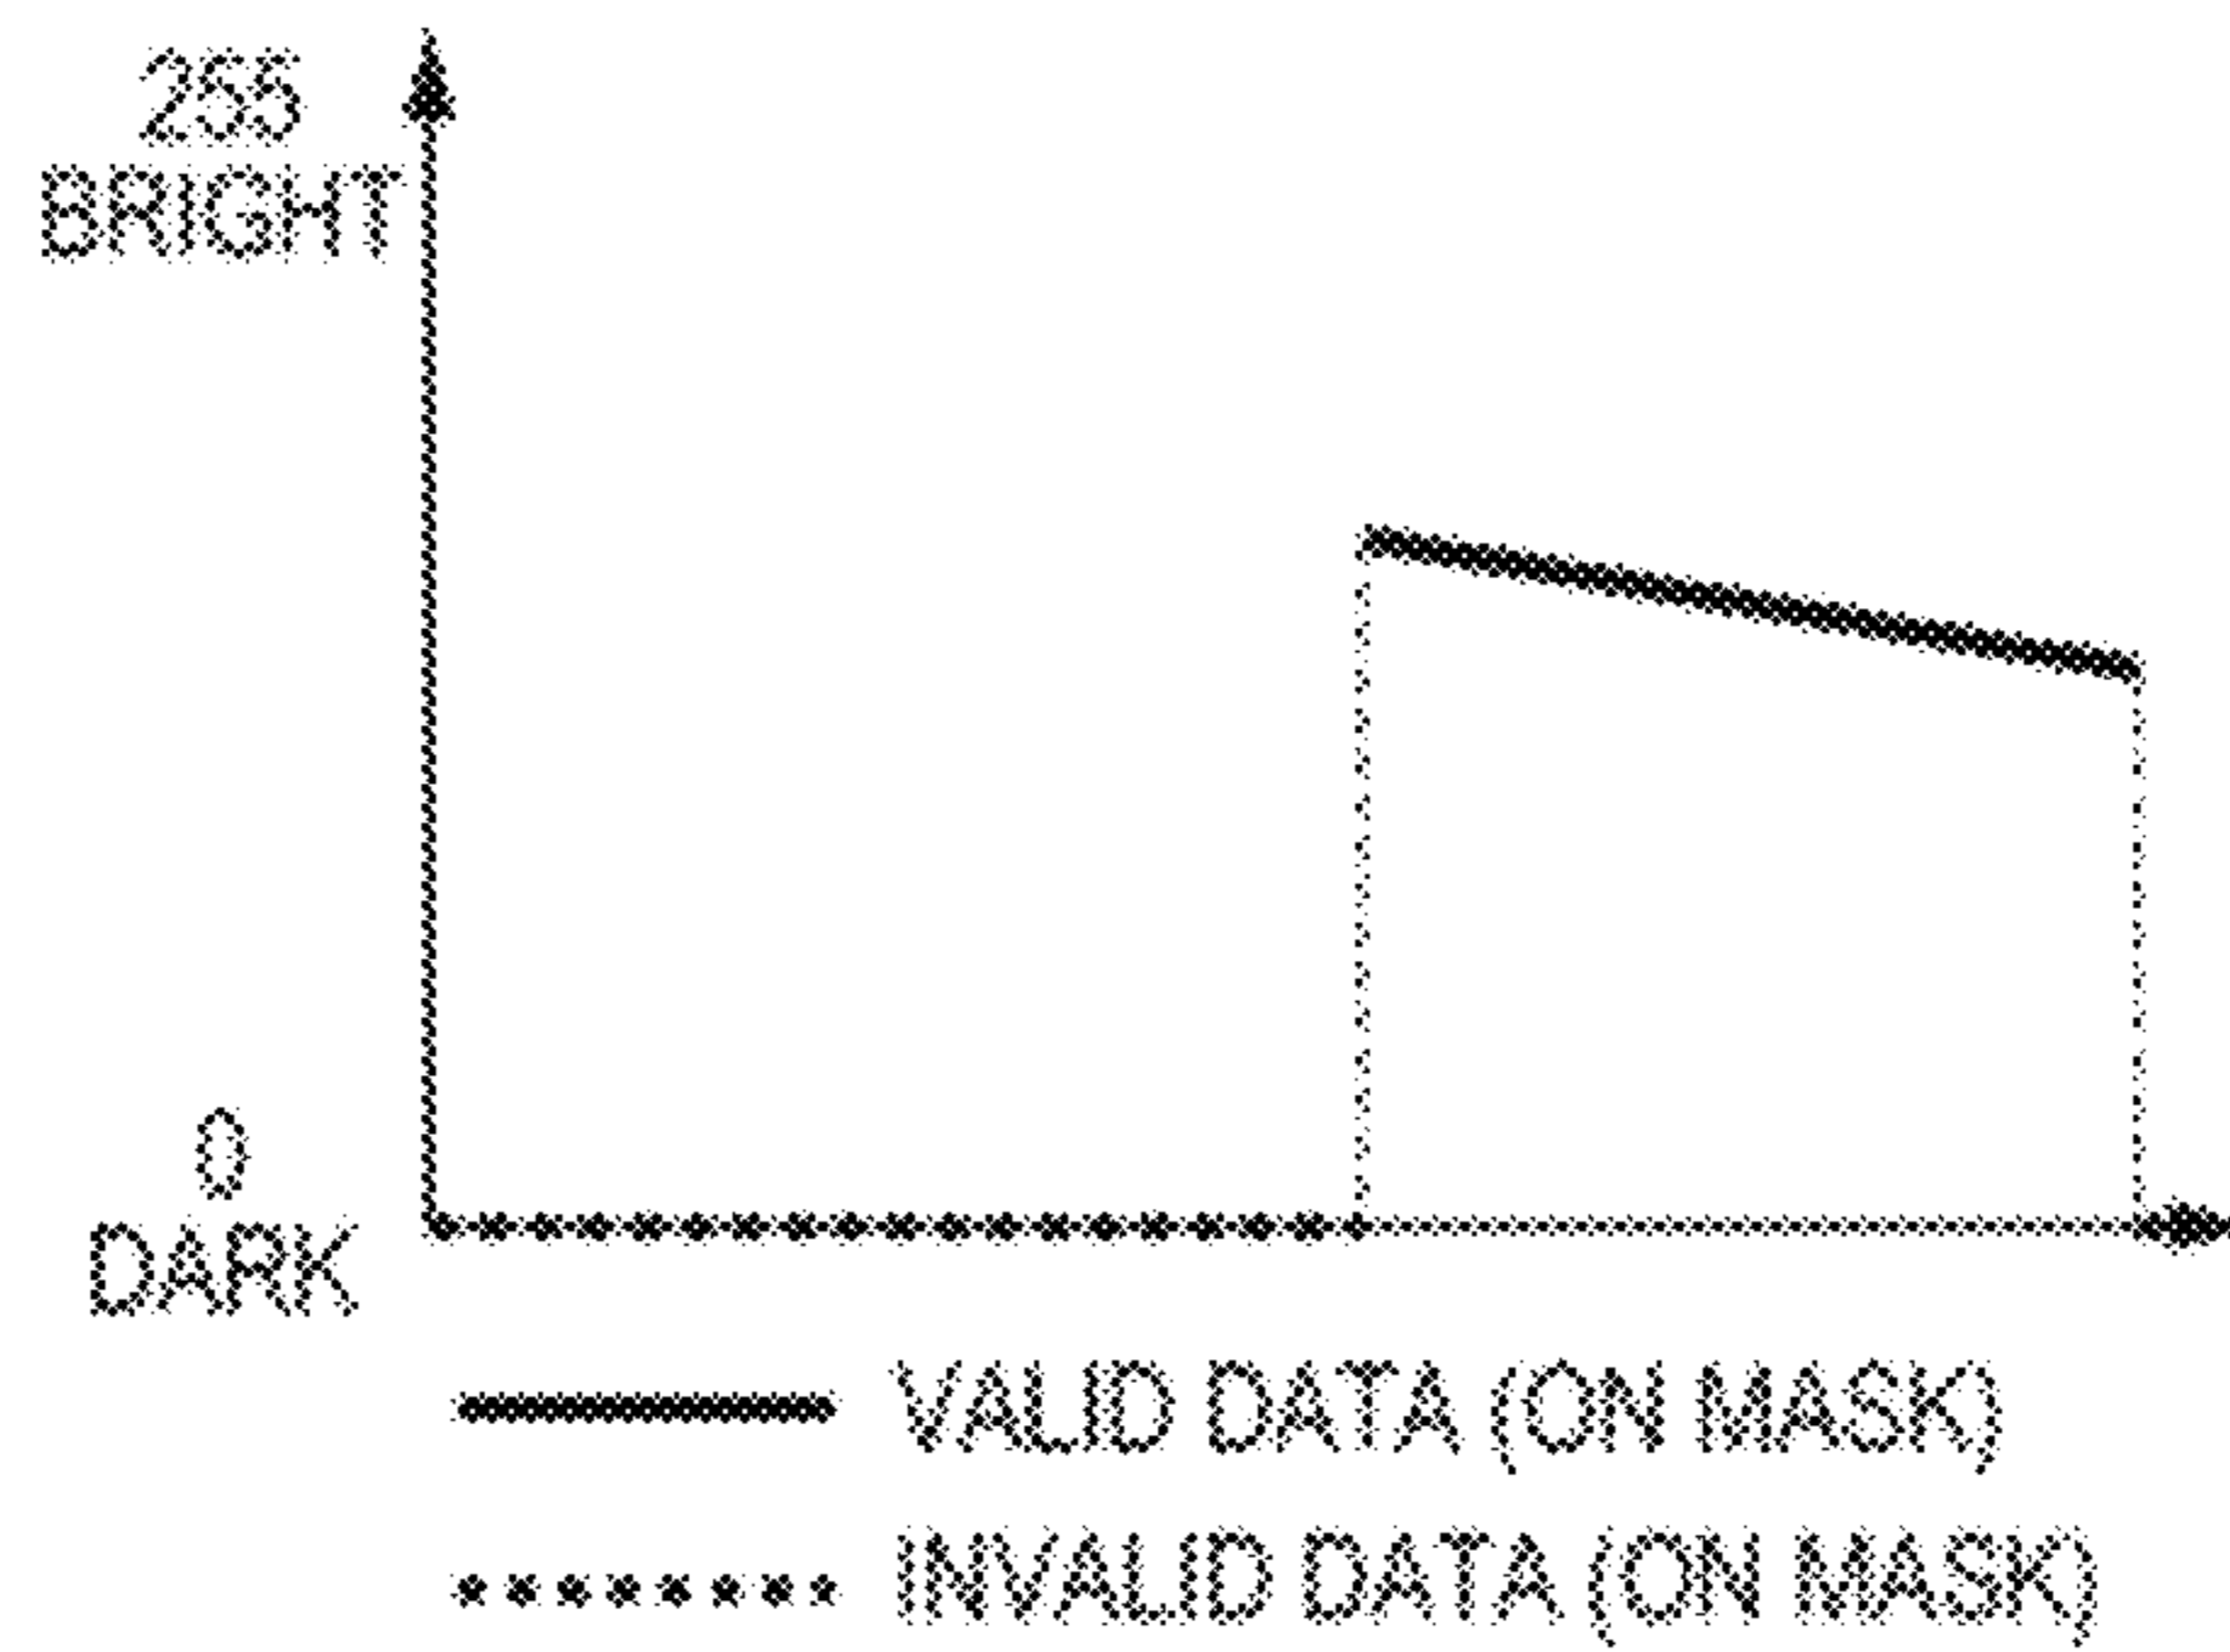 255
BRIGHT
0
DARK
VALID DATA (ON MASK)
INVALID DATA (ON MASK)